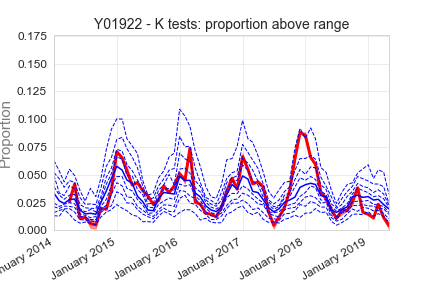 Y01922 - K tests: proportion above range
0.175
0.150
0.125
0.100
0.075
0.050
0.025
0.000
Proportion
January 2015
January 2016
January 2017
January 2018
January 2019